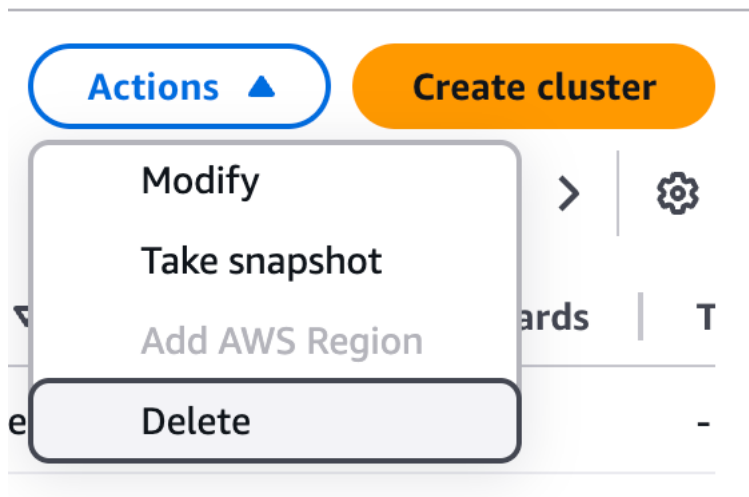 Actions Create cluster
Modify
Take snapshot
Add AWS Region
ards T
Delete
e -